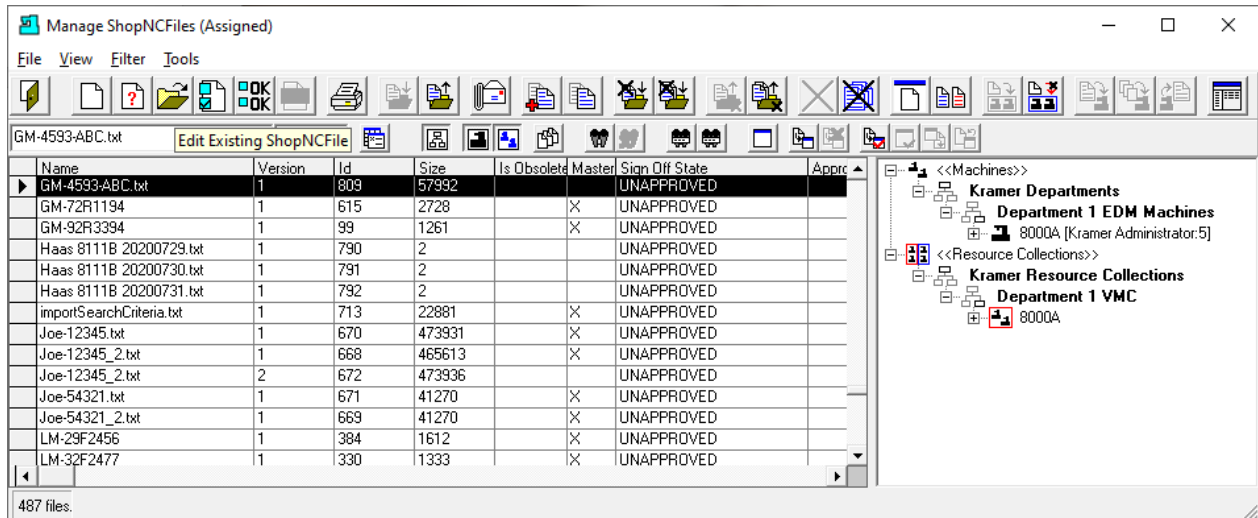 Manage ShopNCFiles (Assigned)
File View Filter Tools
? OK OK
GM-4593-ABC.txt Edit Existing ShopNCFile
Name Version Id Size Is Obsolete Master Sign Off State Appro
GM-4593-ABC.txt 1 809 57992 UNAPPROVED
GM-72R1194 1 615 2728 X UNAPPROVED
GM-92R3394 1 99 1261 X UNAPPROVED
Haas 8111B 20200729.txt 1 790 2 UNAPPROVED
Haas 8111B 20200730.txt 1 791 2 UNAPPROVED
Haas 8111B 20200731.txt 1 792 2 UNAPPROVED
importSearchCriteria.txt 1 713 22881 X UNAPPROVED
Joe-12345.txt 1 670 473931 X UNAPPROVED
Joe-12345_2.txt 1 668 465613 X UNAPPROVED
Joe-12345_2.txt 2 672 473936 UNAPPROVED
Joe-54321.txt 1 671 41270 X UNAPPROVED
Joe-54321_2.txt 1 669 41270 X UNAPPROVED
LM-29F2456 1 384 1612 X UNAPPROVED
LM-32F2477 1 330 1333 X UNAPPROVED
<<Machines>>
Kramer Departments
Department 1 EDM Machines
8000A [Kramer Administrator:5]
<<Resource Collections>>
Kramer Resource Collections
Department 1 VMC
8000A
487 files.